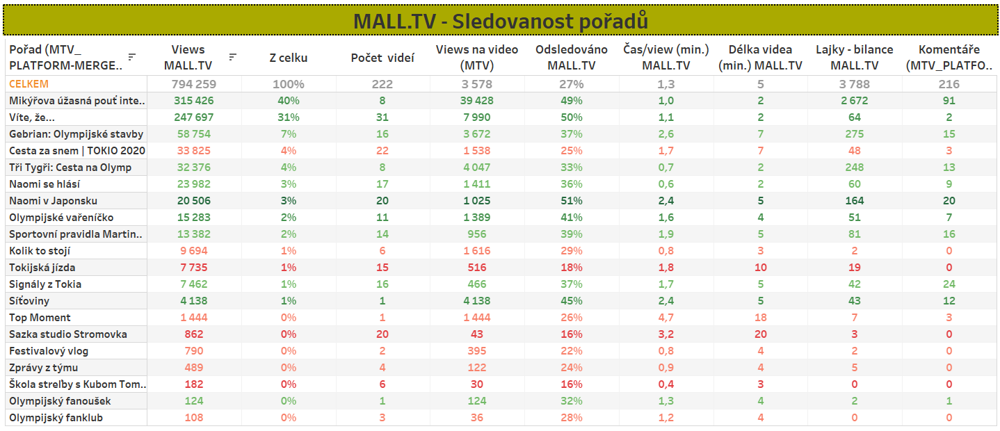 MALL.TV - Sledovanost pořadů
Pořad (MTV_ PLATFORM-MERGE.. Views MALL.TV Z celku Počet videí Views na video (MTV) Odsledováno MALL.TV Čas/view (min.) MALL.TV Délka videa (min.) MALL.TV Lajky - bilance MALL.TV Komentáře (MTV_PLATFO..
CELKEM 794 259 100% 222 3 578 27% 1,3 5 3 788 216
Mikýřova úžasná pouť inte.. 315 426 40% 8 39 428 49% 1,0 2 2 672 91
Víte, že... 247 697 31% 31 7 990 50% 1,1 2 64 2
Gebrian: Olympijské stavby 58 754 7% 16 3 672 37% 2,6 7 275 15
Cesta za snem | TOKIO 2020 33 825 4% 22 1 538 25% 1,7 7 48 3
Tři Tygři: Cesta na Olymp 32 376 4% 8 4 047 33% 0,7 2 248 13
Naomi se hlásí 23 982 3% 17 1 411 36% 0,6 2 60 9
Naomi v Japonsku 20 506 3% 20 1 025 51% 2,4 5 164 20
Olympijské vařeníčko 15 283 2% 11 1 389 41% 1,6 4 51 7
Sportovní pravidla Martin.. 13 382 2% 14 956 39% 1,9 5 81 16
Kolik to stojí 9 694 1% 6 1 616 29% 0,8 3 2 0
Tokijská jízda 7 735 1% 15 516 18% 1,8 10 19 0
Signály z Tokia 7 462 1% 16 466 37% 1,7 5 42 24
Síťoviny 4 138 1% 1 4 138 45% 2,4 5 43 12
Top Moment 1 444 0% 1 1 444 26% 4,7 18 7 3
Sazka studio Stromovka 862 0% 20 43 16% 3,2 20 3 0
Festivalový vlog 790 0% 2 395 22% 0,8 4 2 0
Zprávy z týmu 489 0% 4 122 24% 0,9 4 5 0
Škola streľby s Kubom Tom.. 182 0% 6 30 16% 0,4 3 0 0
Olympijský fanoušek 124 0% 1 124 32% 1,3 4 2 1
Olympijský fanklub 108 0% 3 36 28% 1,2 4 0 0